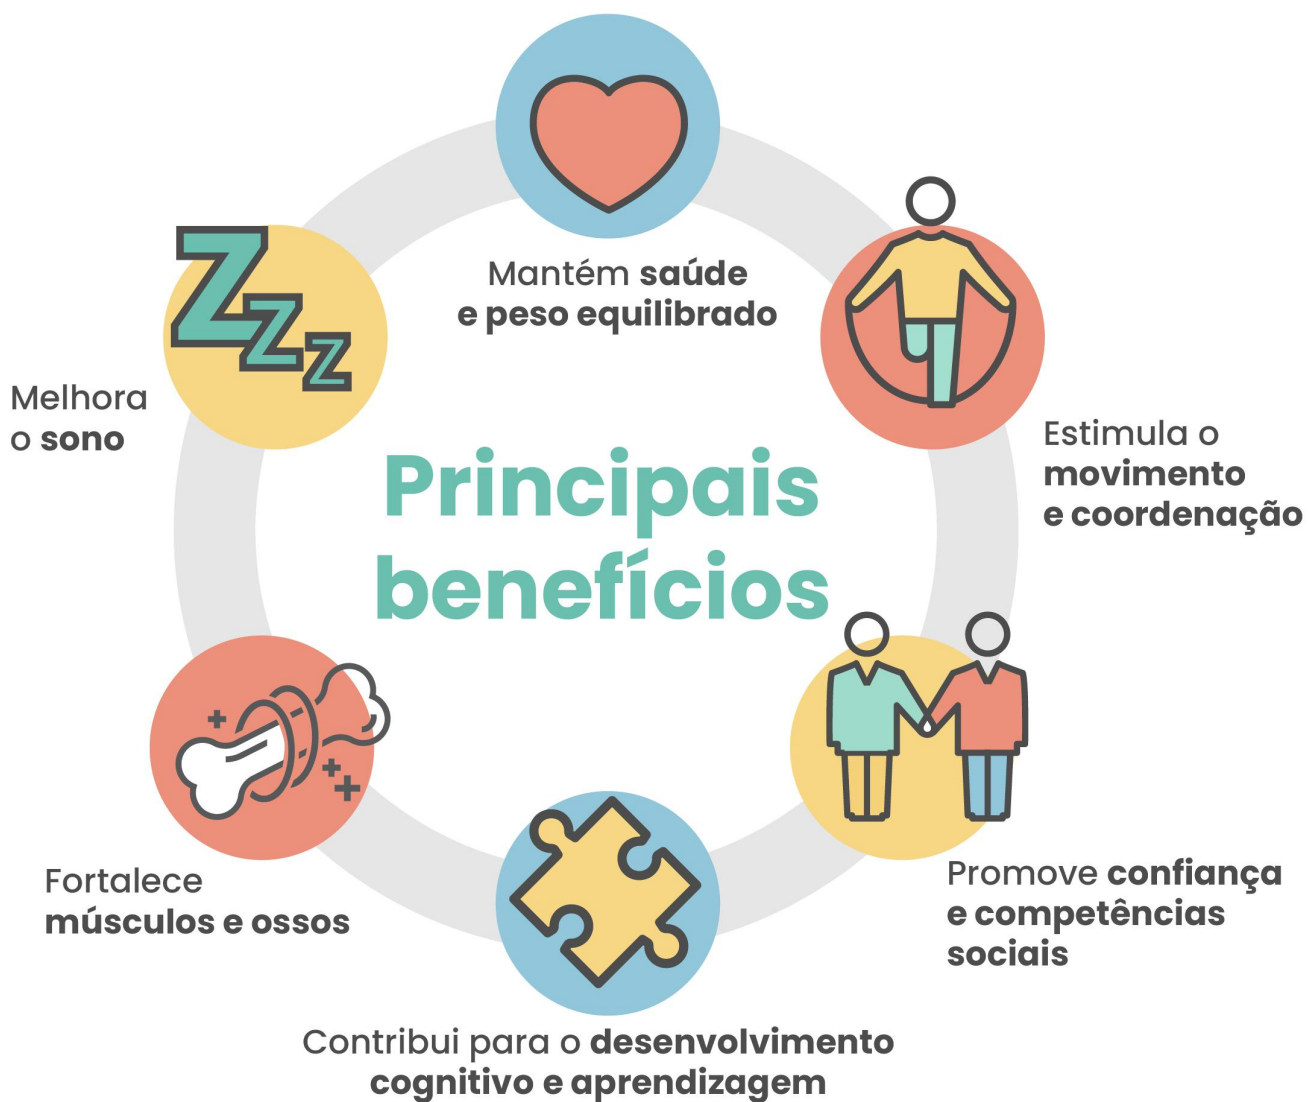 Mantém saúde
e peso equilibrado
Estimula o
movimento
e coordenação
Promove confiança
e competências
sociais
Contribui para o desenvolvimento
cognitivo e aprendizagem
Fortalece
músculos e ossos
Melhora
o sono
Principais
benefícios
ZZZ